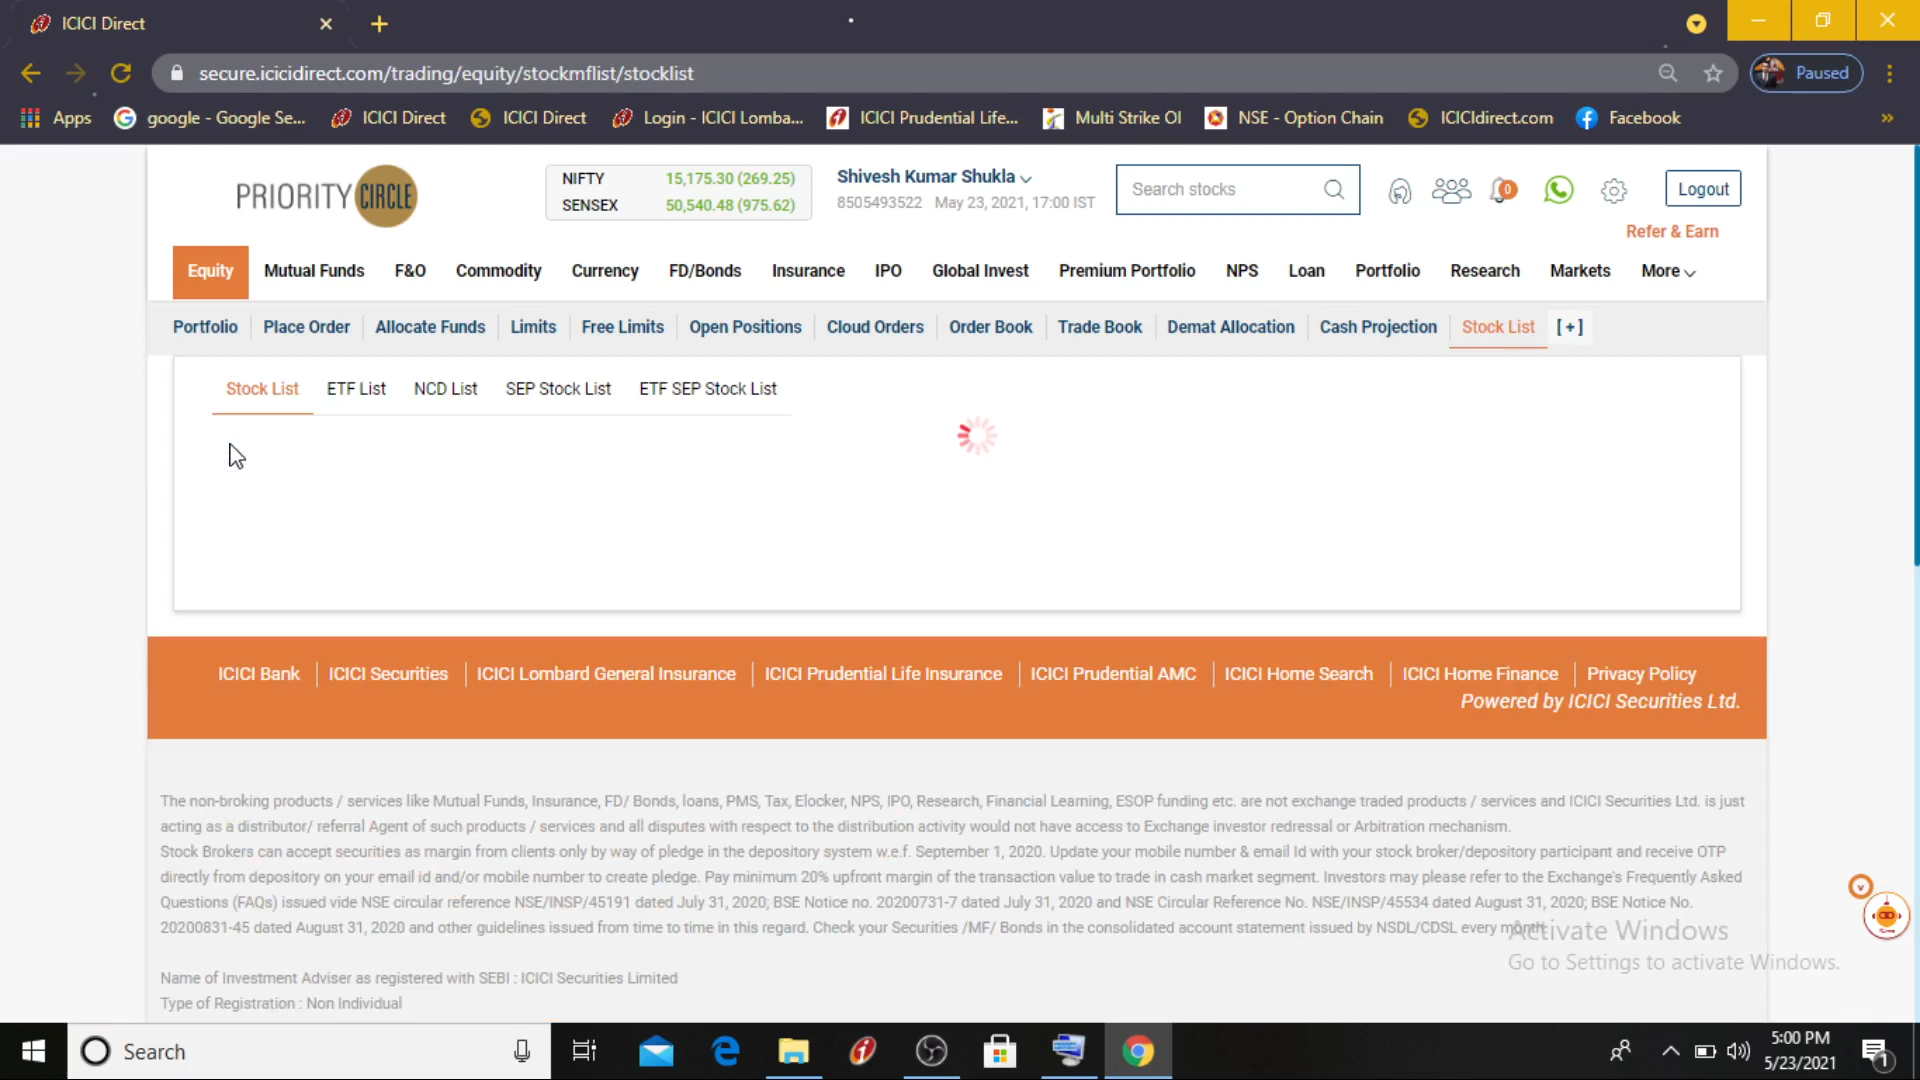 ICICI Direct
secure.icicidirect.com/trading/equity/stockmflist/stocklist
Paused
Apps
google - Google Se...
ICICI Direct
ICICI Direct
Login - ICICI Lomba...
ICICI Prudential Life...
Multi Strike OI
NSE - Option Chain
ICICIdirect.com
Facebook
»
PRIORITY CIRCLE
NIFTY 15,175.30 (269.25)
SENSEX 50,540.48 (975.62)
Shivesh Kumar Shukla
8505493522 May 23, 2021, 17:00 IST
Search stocks
0
Logout
Refer & Earn
Equity Mutual Funds F&O Commodity Currency FD/Bonds Insurance IPO Global Invest Premium Portfolio NPS Loan Portfolio Research Markets More
Portfolio Place Order Allocate Funds Limits Free Limits Open Positions Cloud Orders Order Book Trade Book Demat Allocation Cash Projection Stock List [+]
Stock List ETF List NCD List SEP Stock List ETF SEP Stock List
ICICI Bank ICICI Securities ICICI Lombard General Insurance ICICI Prudential Life Insurance ICICI Prudential AMC ICICI Home Search ICICI Home Finance Privacy Policy
Powered by ICICI Securities Ltd.
The non-broking products / services like Mutual Funds, Insurance, FD/ Bonds, loans, PMS, Tax, Elocker, NPS, IPO, Research, Financial Learning, ESOP funding etc. are not exchange traded products / services and ICICI Securities Ltd. is just
acting as a distributor/ referral Agent of such products / services and all disputes with respect to the distribution activity would not have access to Exchange investor redressal or Arbitration mechanism.
Stock Brokers can accept securities as margin from clients only by way of pledge in the depository system w.e.f. September 1, 2020. Update your mobile number & email Id with your stock broker/depository participant and receive OTP
directly from depository on your email id and/or mobile number to create pledge. Pay minimum 20% upfront margin of the transaction value to trade in cash market segment. Investors may please refer to the Exchange's Frequently Asked
Questions (FAQs) issued vide NSE circular reference NSE/INSP/45191 dated July 31, 2020; BSE Notice no. 20200731-7 dated July 31, 2020 and NSE Circular Reference No. NSE/INSP/45534 dated August 31, 2020; BSE Notice No.
20200831-45 dated August 31, 2020 and other guidelines issued from time to time in this regard. Check your Securities /MF/ Bonds in the consolidated account statement issued by NSDL/CDSL every month.
Activate Windows
Go to Settings to activate Windows.
Name of Investment Adviser as registered with SEBI : ICICI Securities Limited
Type of Registration : Non Individual
Search
5:00 PM
5/23/2021
1